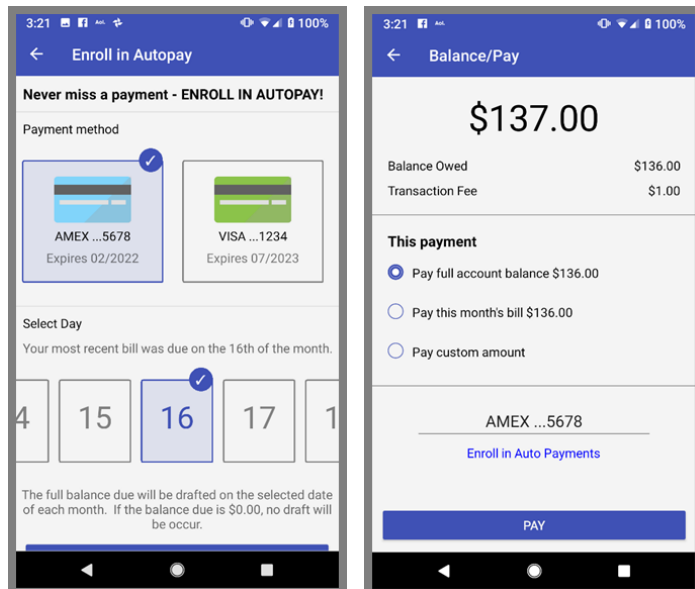 3:21
100%
Enroll in Autopay
Never miss a payment - ENROLL IN AUTOPAY!
Payment method
AMEX ...5678
Expires 02/2022
VISA ...1234
Expires 07/2023
Select Day
Your most recent bill was due on the 16th of the month.
4 15 16 17 1
The full balance due will be drafted on the selected date
of each month. If the balance due is $0.00, no draft will
be occur.
3:21
100%
Balance/Pay
$137.00
Balance Owed $136.00
Transaction Fee $1.00
This payment
Pay full account balance $136.00
Pay this month's bill $136.00
Pay custom amount
AMEX ...5678
Enroll in Auto Payments
PAY